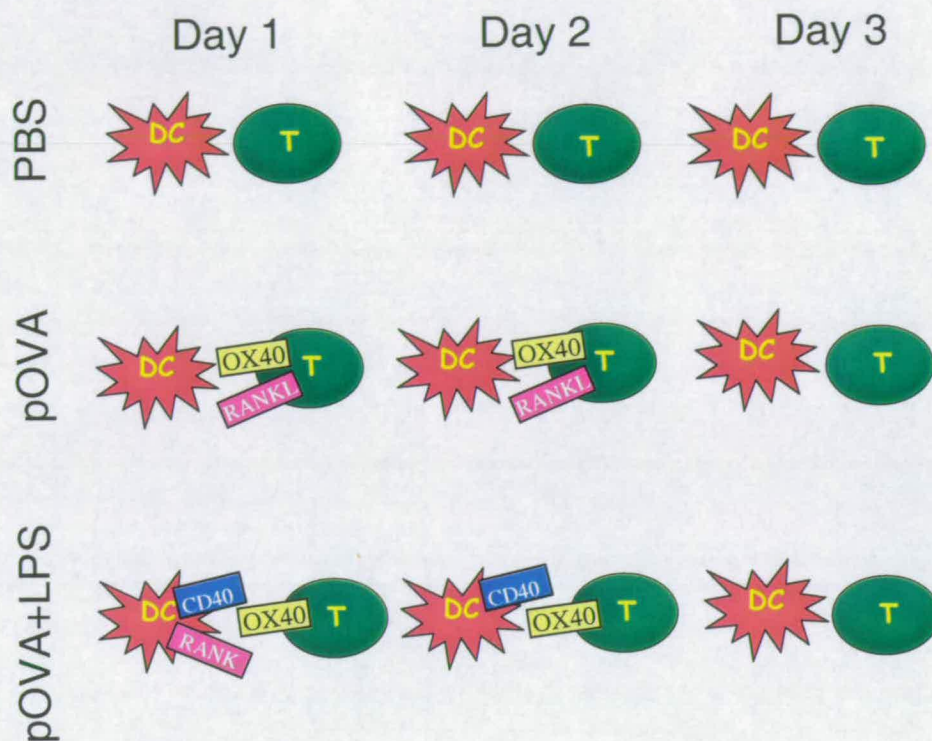 Day 1 Day 2 Day 3
PBS
DC T DC T DC T
pOVA
DC OX40 T DC OX40 T DC T
RANKL RANKL
pOVA+LPS
DC CD40 OX40 T DC CD40 OX40 T DC T
RANK